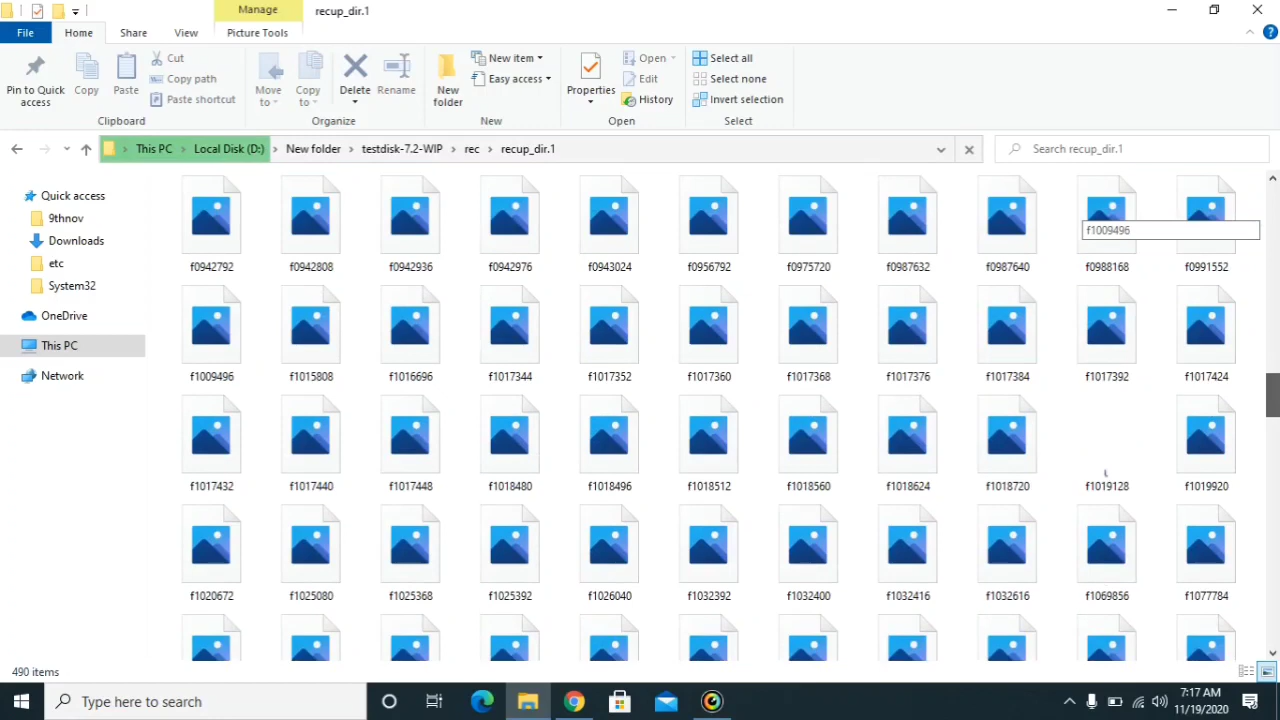 Manage
recup_dir.1
File
Home
Share
View
Picture Tools
Pin to Quick access
Copy
Paste
Cut
Copy path
Paste shortcut
Clipboard
Move to
Copy to
Delete
Rename
Organize
New folder
New item
Easy access
New
Properties
Open
Edit
History
Open
Select all
Select none
Invert selection
Select
This PC > Local Disk (D:) > New folder > testdisk-7.2-WIP > rec > recup_dir.1
Search recup_dir.1
Quick access
9thnov
Downloads
etc
System32
OneDrive
This PC
Network
f1009496
f0942792 f0942808 f0942936 f0942976 f0943024 f0956792 f0975720 f0987632 f0987640 f0988168 f0991552
f1009496 f1015808 f1016696 f1017344 f1017352 f1017360 f1017368 f1017376 f1017384 f1017392 f1017424
f1017432 f1017440 f1017448 f1018480 f1018496 f1018512 f1018560 f1018624 f1018720 f1019128 f1019920
f1020672 f1025080 f1025368 f1025392 f1026040 f1032392 f1032400 f1032416 f1032616 f1069856 f1077784
490 items
Type here to search
7:17 AM
11/19/2020